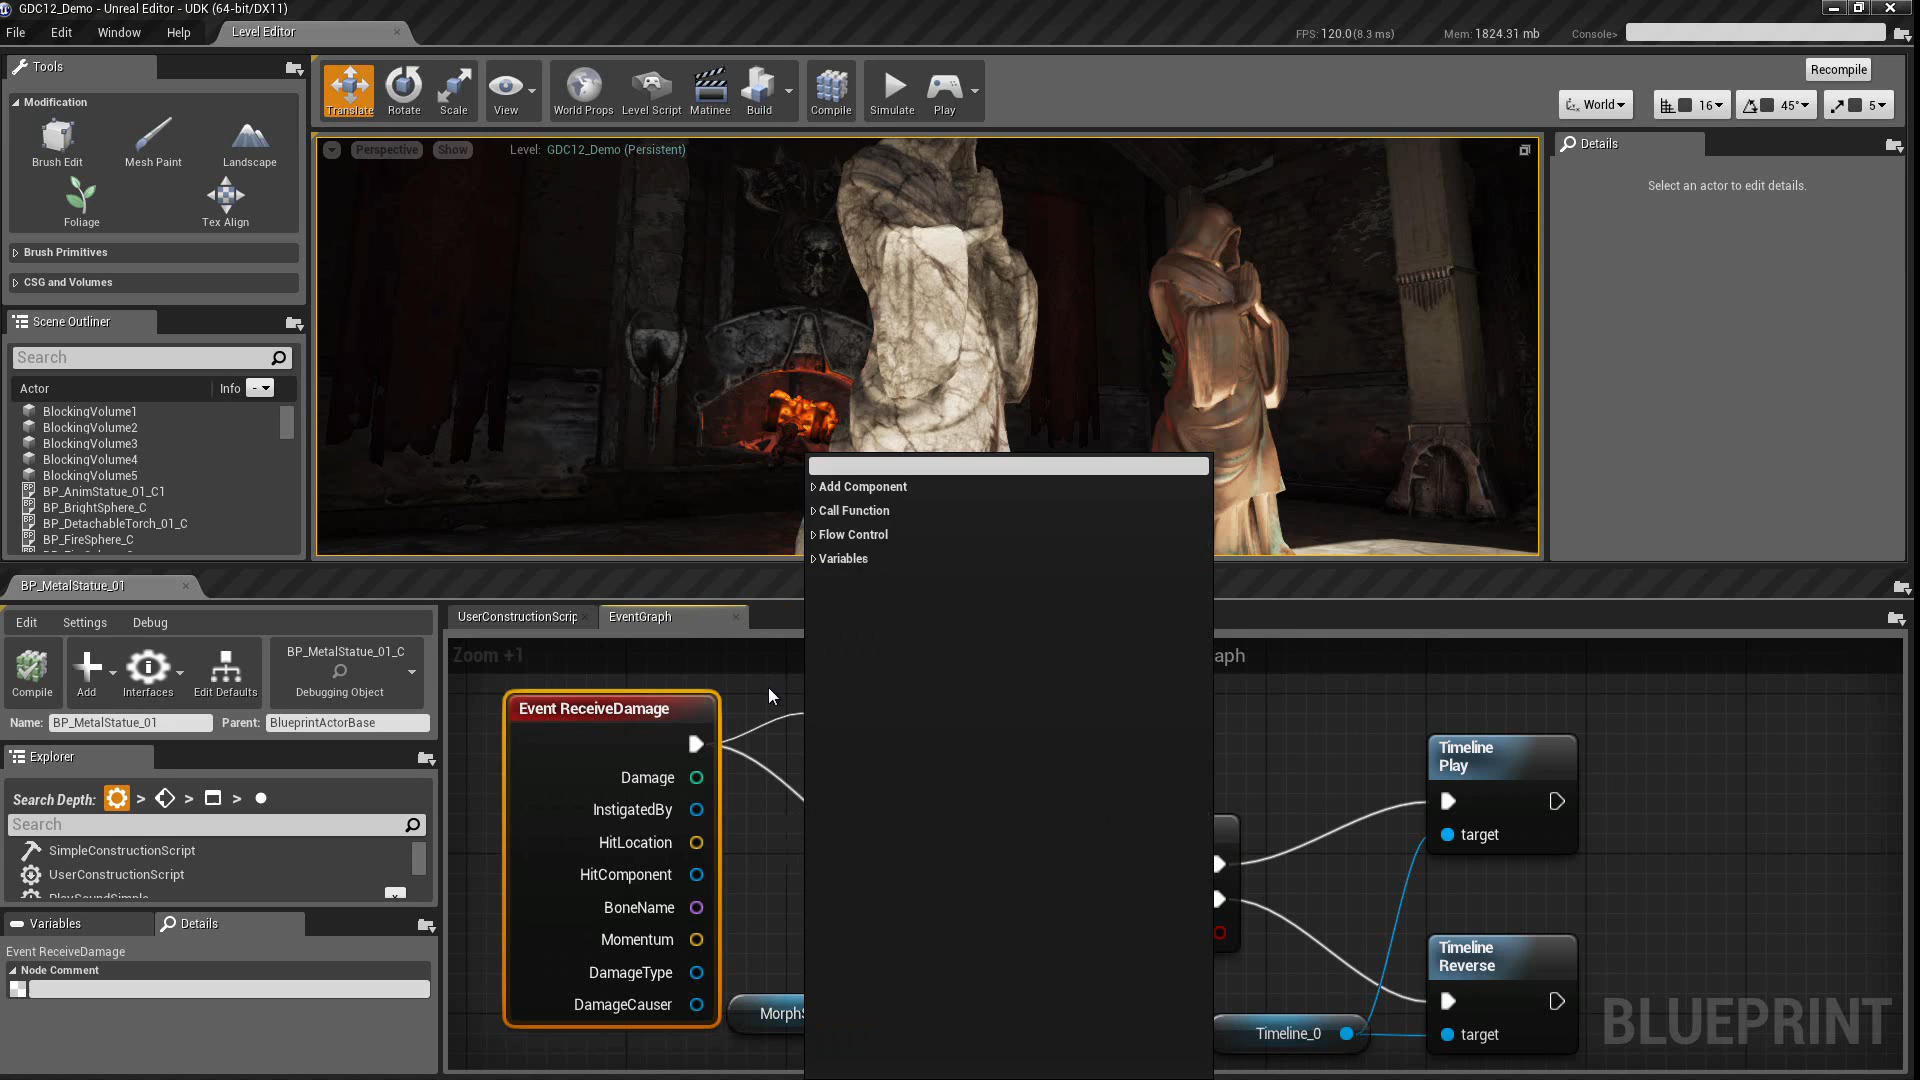 GDC12_Demo - Unreal Editor - UDK (64-bit/DX11)
File Edit Window Help Level Editor
FPS: 120.0 (8.3 ms) Mem: 1824.31 mb Console>
Tools
Modification
Brush Edit Mesh Paint Landscape
Foliage Tex Align
Brush Primitives
CSG and Volumes
Translate Rotate Scale View World Props Level Script Matinee Build Compile Simulate Play
Recompile
World 16 45° 5
Perspective Show Level: GDC12_Demo (Persistent)
Details
Select an actor to edit details.
Scene Outliner
Search
Actor Info -
BlockingVolume1
BlockingVolume2
BlockingVolume3
BlockingVolume4
BlockingVolume5
BP_AnimStatue_01_C1
BP_BrightSphere_C
BP_DetachableTorch_01_C
BP_FireSphere_C
Add Component
Call Function
Flow Control
Variables
BP_MetalStatue_01
Edit Settings Debug
Compile Add Interfaces Edit Defaults
BP_MetalStatue_01_C
Debugging Object
Name: BP_MetalStatue_01 Parent: BlueprintActorBase
Explorer
Search Depth: > > >
Search
SimpleConstructionScript
UserConstructionScript
PlaySoundSimple
Variables Details
Event ReceiveDamage
Node Comment
UserConstructionScrip EventGraph
Zoom +1
aph
Event ReceiveDamage
Damage
InstigatedBy
HitLocation
HitComponent
BoneName
Momentum
DamageType
DamageCauser
MorphS
Timeline
Play
target
Timeline
Reverse
target
Timeline_0
BLUEPRINT